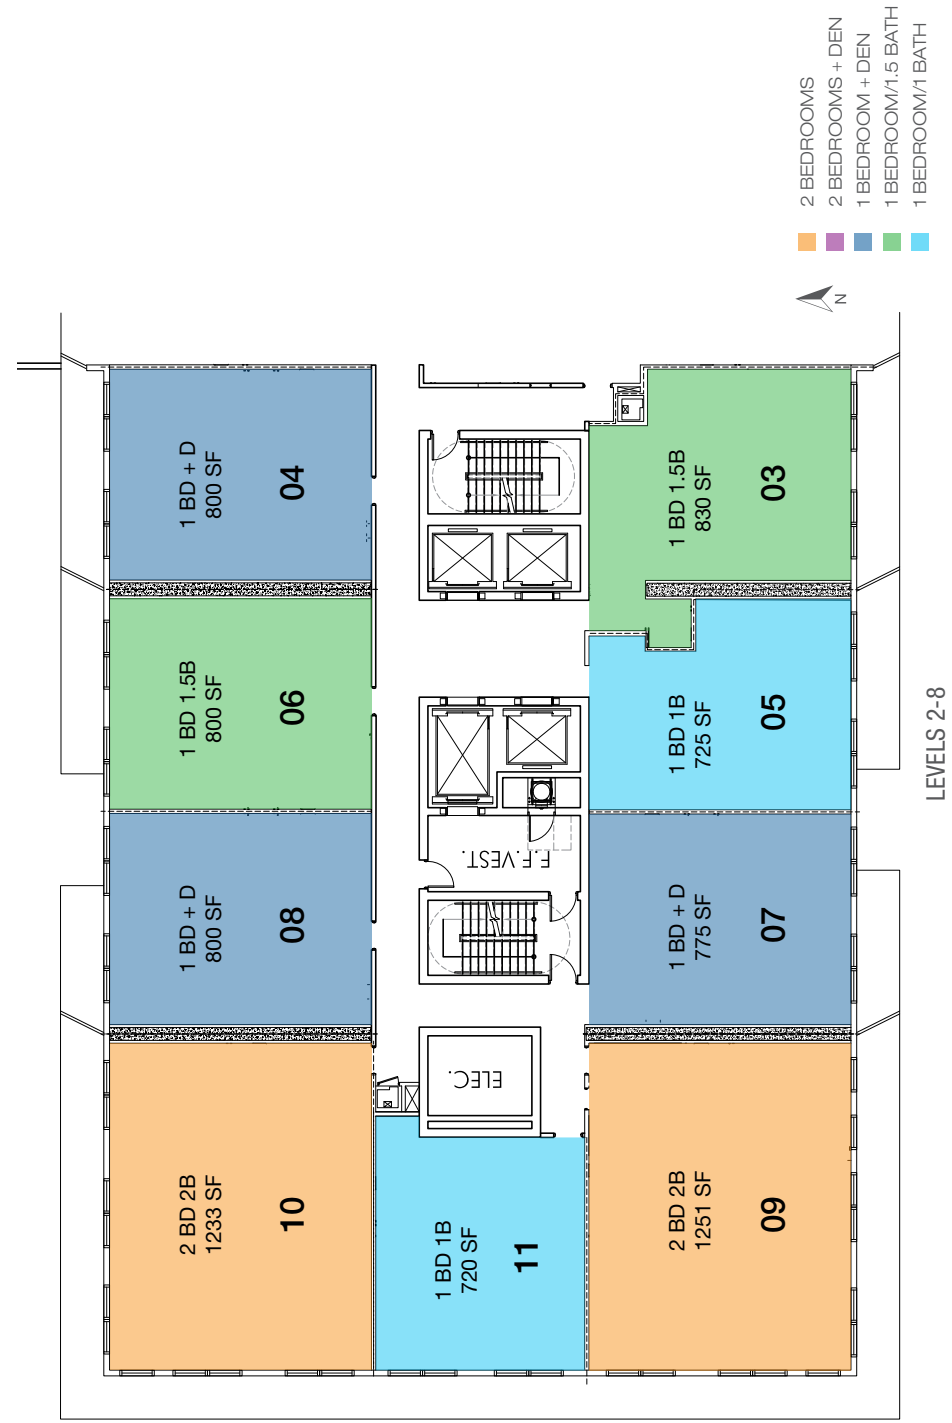 2 BEDROOMS
2 BEDROOMS + DEN
1 BEDROOM + DEN
1 BEDROOM/1.5 BATH
1 BEDROOM/1 BATH
N
10
2 BD 2B
1233 SF
08
1 BD + D
800 SF
06
1 BD 1.5B
800 SF
04
1 BD + D
800 SF
11
1 BD 1B
720 SF
ELEC.
F.F.VEST.
09
2 BD 2B
1251 SF
07
1 BD + D
775 SF
05
1 BD 1B
725 SF
03
1 BD 1.5B
830 SF
LEVELS 2-8